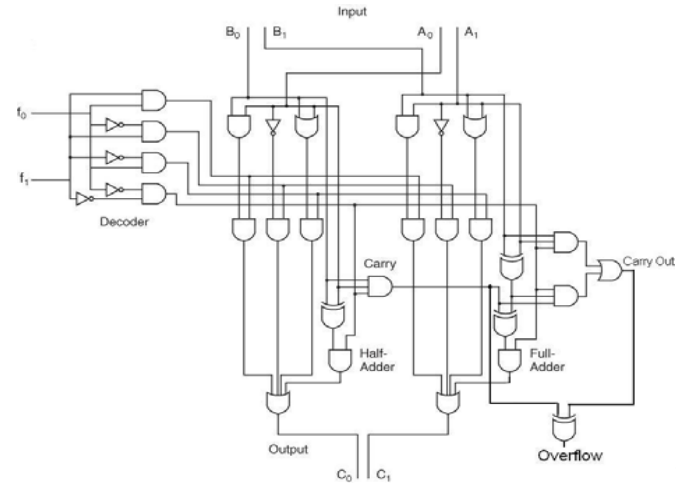 Input
B₀ B₁ A₀ A₁
f₀
f₁
Decoder
Carry
Carry Out
Half-
Adder
Full-
Adder
Output
Overflow
C₀ C₁